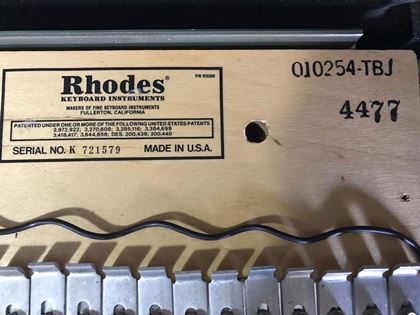 Rhodes®
KEYBOARD INSTRUMENTS
MAKERS OF FINE KEYBOARD INSTRUMENTS
FULLERTON, CALIFORNIA
PATENTED UNDER ONE OR MORE OF THE FOLLOWING UNITED STATES PATENTS
2,972,922; 3,270,608; 3,285,116; 3,384,699
3,418,417; 3,644,656; DES. 200,439; 200,440
SERIAL NO. K 721579 MADE IN U.S.A.
010254-TBJ
4477